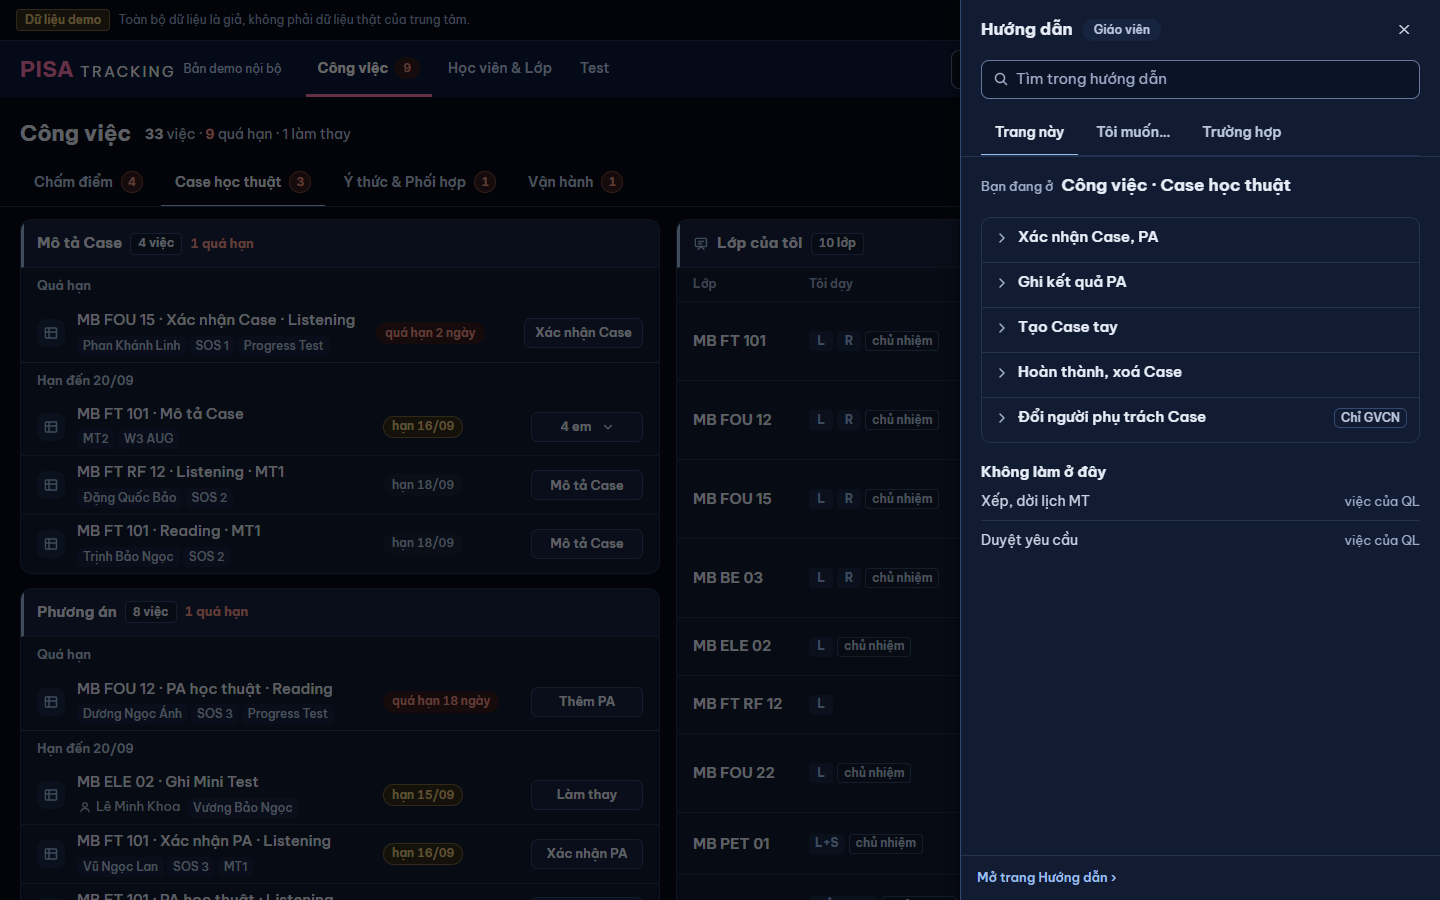 Dữ liệu demo Toàn bộ dữ liệu là giả, không phải dữ liệu thật của trung tâm.
PISA TRACKING Bản demo nội bộ Công việc 9 Học viên & Lớp Test
Công việc 33 việc · 9 quá hạn · 1 làm thay
Chấm điểm 4 Case học thuật 3 Ý thức & Phối hợp 1 Vận hành 1
Mô tả Case 4 việc 1 quá hạn
Quá hạn
MB FOU 15 · Xác nhận Case · Listening
Phan Khánh Linh SOS 1 Progress Test
quá hạn 2 ngày
Xác nhận Case
Hạn đến 20/09
MB FT 101 · Mô tả Case
MT2 W3 AUG
hạn 16/09
4 em
MB FT RF 12 · Listening · MT1
Đặng Quốc Bảo SOS 2
hạn 18/09
Mô tả Case
MB FT 101 · Reading · MT1
Trịnh Bảo Ngọc SOS 2
hạn 18/09
Mô tả Case
Phương án 8 việc 1 quá hạn
Quá hạn
MB FOU 12 · PA học thuật · Reading
Dương Ngọc Ánh SOS 3 Progress Test
quá hạn 18 ngày
Thêm PA
Hạn đến 20/09
MB ELE 02 · Ghi Mini Test
Lê Minh Khoa Vương Bảo Ngọc
hạn 15/09
Làm thay
MB FT 101 · Xác nhận PA · Listening
Vũ Ngọc Lan SOS 3 MT1
hạn 16/09
Xác nhận PA
MB FT 101 · PA học thuật · Listening
Lớp của tôi 10 lớp
Lớp Tôi dạy
MB FT 101 L R chủ nhiệm
MB FOU 12 L R chủ nhiệm
MB FOU 15 L R chủ nhiệm
MB BE 03 L R chủ nhiệm
MB ELE 02 L chủ nhiệm
MB FT RF 12 L
MB FOU 22 L chủ nhiệm
MB PET 01 L+S chủ nhiệm
Hướng dẫn Giáo viên
Tìm trong hướng dẫn
Trang này Tôi muốn... Trường hợp
Bạn đang ở Công việc · Case học thuật
Xác nhận Case, PA
Ghi kết quả PA
Tạo Case tay
Hoàn thành, xoá Case
Đổi người phụ trách Case Chỉ GVCN
Không làm ở đây
Xếp, dời lịch MT việc của QL
Duyệt yêu cầu việc của QL
Mở trang Hướng dẫn ›